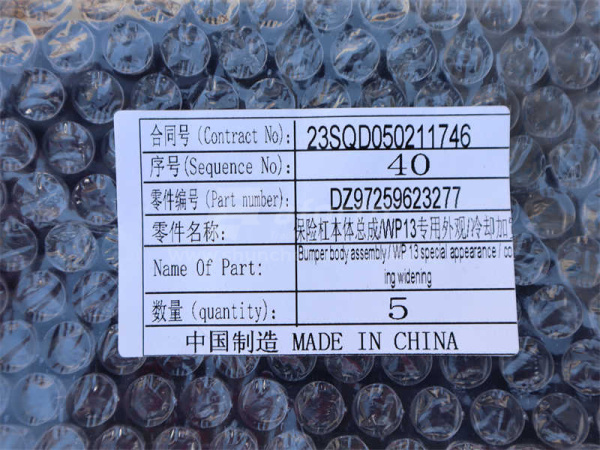 合同号 (Contract No): 23SQD050211746
序号(Sequence No): 40
零件编号 (Part number): DZ97259623277
零件名称: 保险杠本体总成/WP13专用外观/冷却加
Name Of Part: Bumper body assembly / WP 13 special appearance / co
ing widening
数量 (quantity): 5
中国制造 MADE IN CHINA